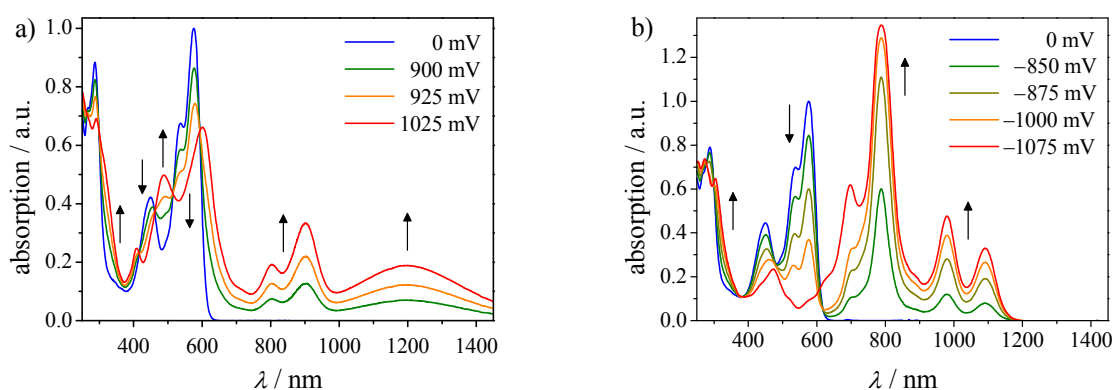 a)
0 mV
900 mV
925 mV
1025 mV
1.0
0.8
0.6
0.4
0.2
0.0
absorption / a.u.
400 600 800 1000 1200 1400
λ / nm
b)
0 mV
−850 mV
−875 mV
−1000 mV
−1075 mV
1.2
1.0
0.8
0.6
0.4
0.2
0.0
absorption / a.u.
400 600 800 1000 1200 1400
λ / nm